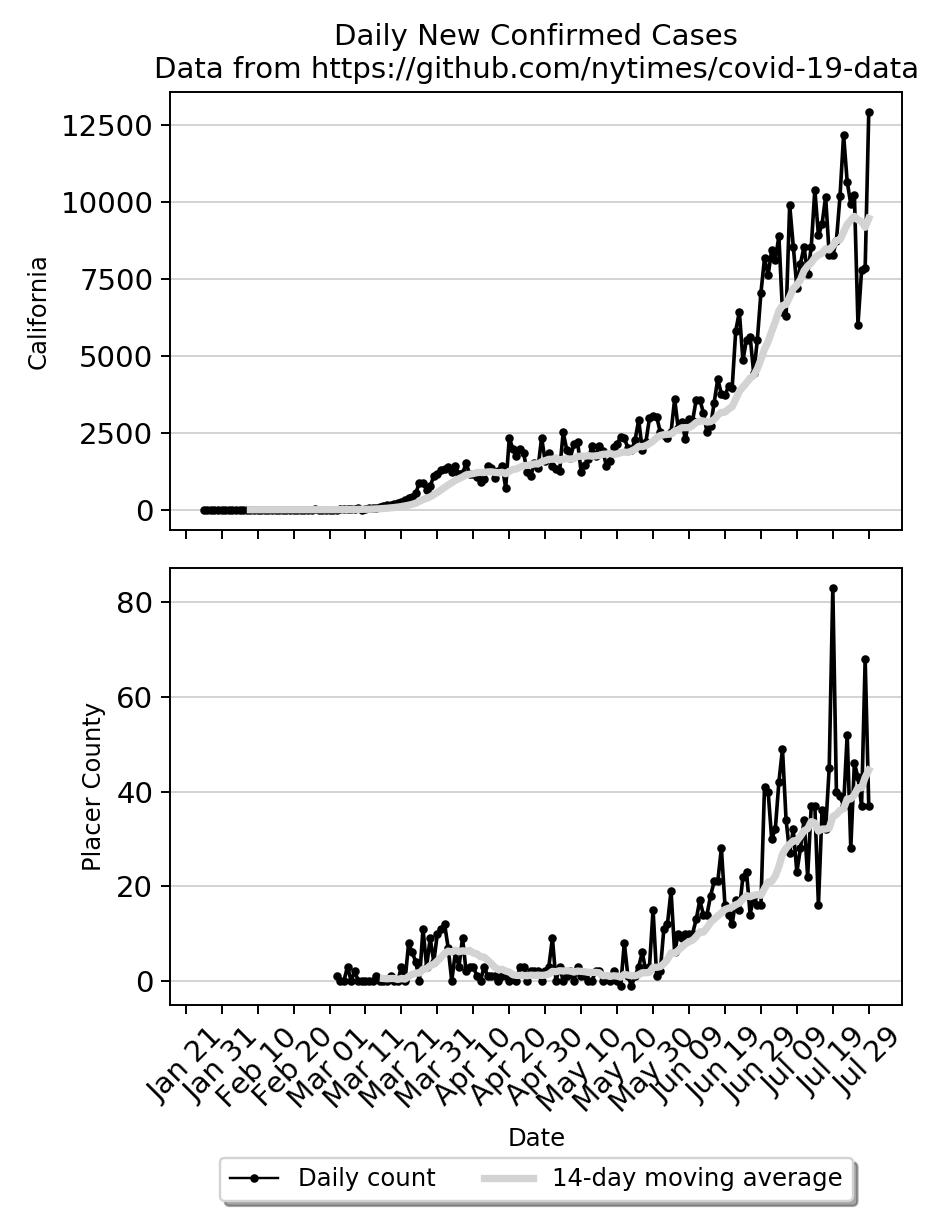 Daily New Confirmed Cases
Data from https://github.com/nytimes/covid-19-data
12500
10000
7500
5000
2500
0
California
80
60
40
20
0
Placer County
Jan 21
Jan 31
Feb 10
Feb 20
Mar 01
Mar 11
Mar 21
Mar 31
Apr 10
Apr 20
Apr 30
May 10
May 20
May 30
Jun 09
Jun 19
Jun 29
Jul 09
Jul 19
Jul 29
Date
Daily count
14-day moving average